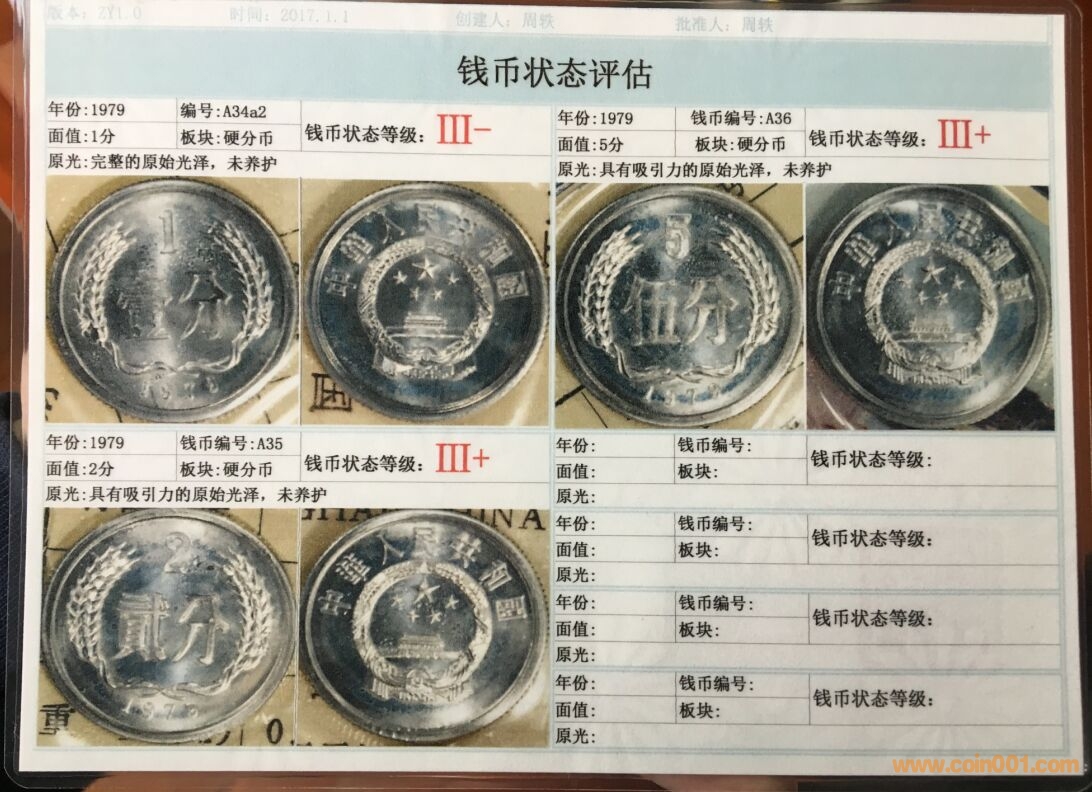 版本：ZY1.0 时间：2017.1.1 创建人：周轶 批准人：周轶
钱币状态评估
年份:1979 编号:A34a2
面值:1分 板块:硬分币
钱币状态等级：III-
原光:完整的原始光泽，未养护
1
壹分
中华人民共和国
国
年份:1979 钱币编号:A36
面值:5分 板块:硬分币
钱币状态等级：III+
原光:具有吸引力的原始光泽，未养护
5
伍分
中华人民共和国
年份:1979 钱币编号:A35
面值:2分 板块:硬分币
钱币状态等级：III+
原光:具有吸引力的原始光泽，未养护
2
贰分
中华人民共和国
重
年份: 钱币编号:
面值: 板块:
钱币状态等级：
原光:
年份: 钱币编号:
面值: 板块:
钱币状态等级：
原光:
年份: 钱币编号:
面值: 板块:
钱币状态等级：
原光:
年份: 钱币编号:
面值: 板块:
钱币状态等级：
原光:
www.coin001.com